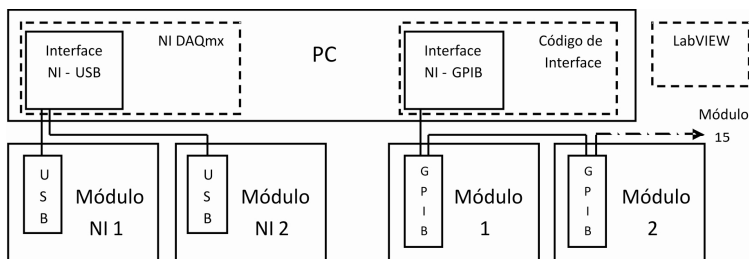 Interface
NI - USB
NI DAQmx
PC
Interface
NI - GPIB
Código de
Interface
LabVIEW
Módulo
15
U
S
B
Módulo
NI 1
U
S
B
Módulo
NI 2
G
P
I
B
Módulo
1
G
P
I
B
Módulo
2